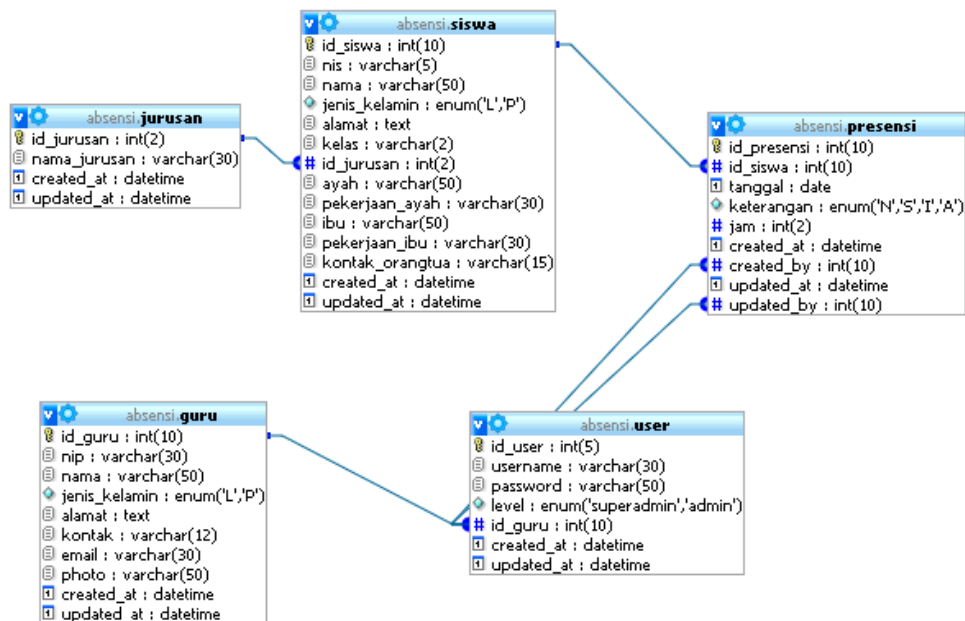 absensi.siswa
id_siswa : int(10)
nis : varchar(5)
nama : varchar(50)
jenis_kelamin : enum('L','P')
alamat : text
kelas : varchar(2)
# id_jurusan : int(2)
ayah : varchar(50)
pekerjaan_ayah : varchar(30)
ibu : varchar(50)
pekerjaan_ibu : varchar(30)
kontak_orangtua : varchar(15)
created_at : datetime
updated_at : datetime
absensi.jurusan
id_jurusan : int(2)
nama_jurusan : varchar(30)
created_at : datetime
updated_at : datetime
absensi.presensi
id_presensi : int(10)
# id_siswa : int(10)
tanggal : date
keterangan : enum('N','S','I','A')
# jam : int(2)
created_at : datetime
# created_by : int(10)
updated_at : datetime
# updated_by : int(10)
absensi.guru
id_guru : int(10)
nip : varchar(30)
nama : varchar(50)
jenis_kelamin : enum('L','P')
alamat : text
kontak : varchar(12)
email : varchar(30)
photo : varchar(50)
created_at : datetime
updated_at : datetime
absensi.user
id_user : int(5)
username : varchar(30)
password : varchar(50)
level : enum('superadmin','admin')
# id_guru : int(10)
created_at : datetime
updated_at : datetime